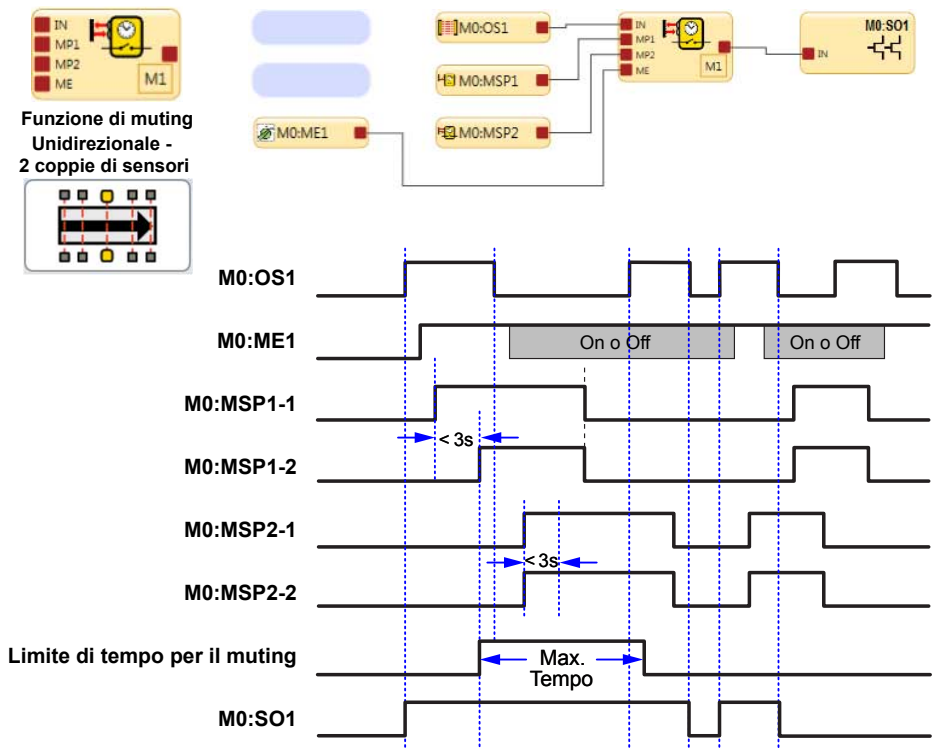 IN
MP1
MP2
ME
M1
Funzione di muting
Unidirezionale -
2 coppie di sensori
M0:ME1
M0:OS1
M0:MSP1
M0:MSP2
IN
MP1
MP2
ME
M1
M0:SO1
IN
M0:OS1
M0:ME1
On o Off
On o Off
M0:MSP1-1
< 3s
M0:MSP1-2
M0:MSP2-1
< 3s
M0:MSP2-2
Limite di tempo per il muting
Max.
Tempo
M0:SO1